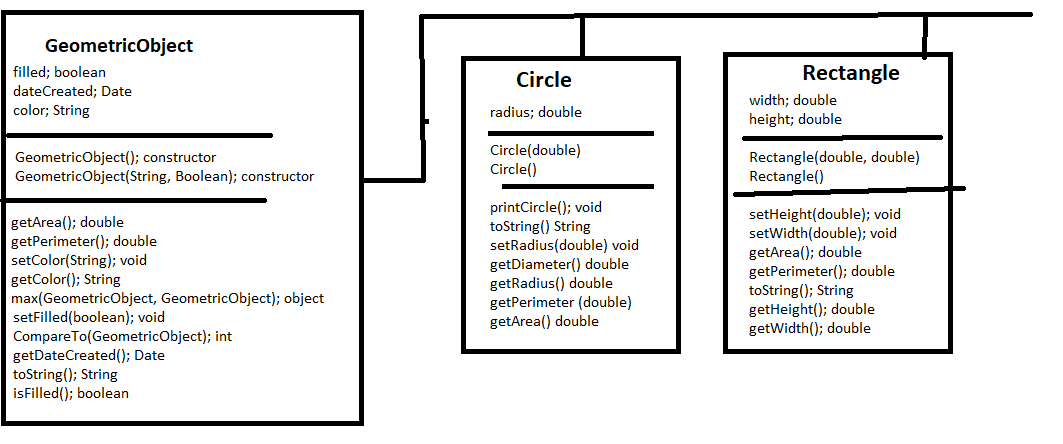 GeometricObject
filled; boolean
dateCreated; Date
color; String
GeometricObject(); constructor
GeometricObject(String, Boolean); constructor
getArea(); double
getPerimeter(); double
setColor(String); void
getColor(); String
max(GeometricObject, GeometricObject); object
setFilled(boolean); void
CompareTo(GeometricObject); int
getDateCreated(); Date
toString(); String
isFilled(); boolean
Circle
radius; double
Circle(double)
Circle()
printCircle(); void
toString() String
setRadius(double) void
getDiameter() double
getRadius() double
getPerimeter (double)
getArea() double
Rectangle
width; double
height; double
Rectangle(double, double)
Rectangle()
setHeight(double); void
setWidth(double); void
getArea(); double
getPerimeter(); double
toString(); String
getHeight(); double
getWidth(); double